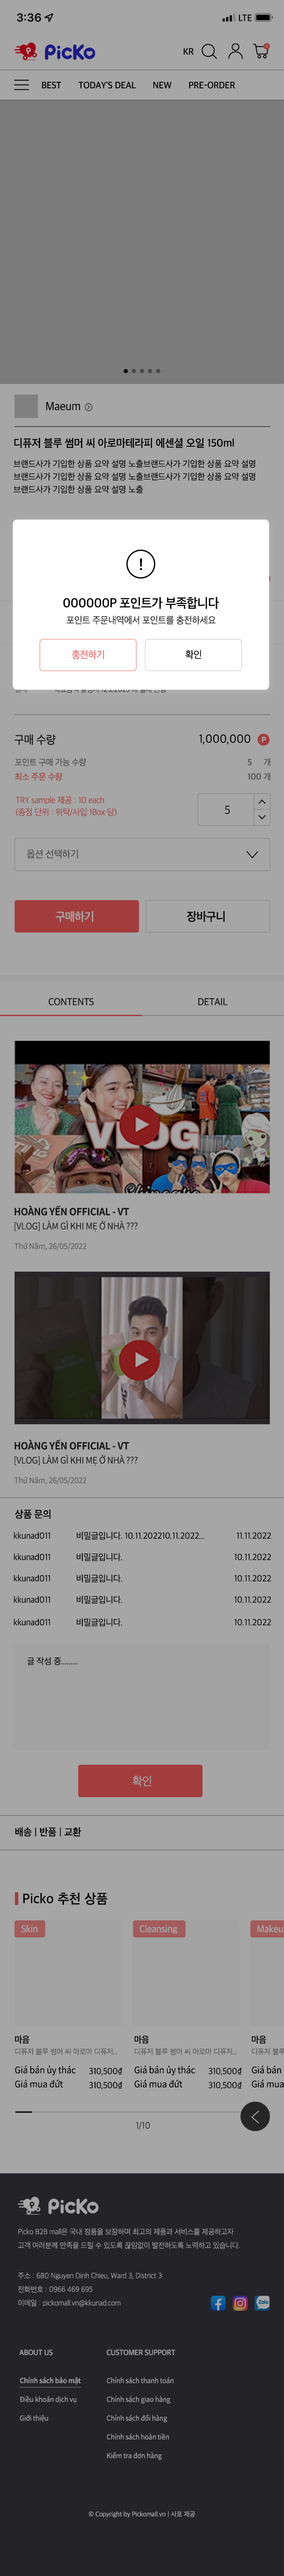 3:36
LTE
PicKo
KR
BEST TODAY'S DEAL NEW PRE-ORDER
Maeum
디퓨저 블루 썸머 씨 아로마테라피 에센셜 오일 150ml
브랜드사가 기입한 상품 요약 설명 노출브랜드사가 기입한 상품 요약 설명
브랜드사가 기입한 상품 요약 설명 노출브랜드사가 기입한 상품 요약 설명
브랜드사가 기입한 상품 요약 설명 노출
!
000000P 포인트가 부족합니다
포인트 주문내역에서 포인트를 충전하세요
충전하기
확인
구매 수량
1,000,000 P
포인트 구매 가능 수량
5 개
최소 주문 수량
100 개
TRY sample 제공 : 10 each
(증정 단위 : 위탁/사입 1Box 당)
5
옵션 선택하기
구매하기
장바구니
CONTENTS
DETAIL
VLOG
HOÀNG YẾN OFFICIAL - VT
[VLOG] LÀM GÌ KHI MẸ Ở NHÀ ???
Thứ Năm, 26/05/2022
HOÀNG YẾN OFFICIAL - VT
[VLOG] LÀM GÌ KHI MẸ Ở NHÀ ???
Thứ Năm, 26/05/2022
상품 문의
kkunad011 비밀글입니다. 10.11.202210.11.2022... 11.11.2022
kkunad011 비밀글입니다. 10.11.2022
kkunad011 비밀글입니다. 10.11.2022
kkunad011 비밀글입니다. 10.11.2022
kkunad011 비밀글입니다. 10.11.2022
글 작성 중........
확인
배송 | 반품 | 교환
Picko 추천 상품
Skin
Cleansing
Makeu
마음
디퓨저 블루 썸머 씨 아로마 디퓨저...
Giá bán ủy thác 310,500₫
Giá mua đứt 310,500₫
마음
디퓨저 블루 썸머 씨 아로마 디퓨저...
Giá bán ủy thác 310,500₫
Giá mua đứt 310,500₫
마음
디퓨저 블루
Giá bán
Giá mua
1/10
PicKo
Picko B2B mall은 국내 정품을 보장하며 최고의 제품과 서비스를 제공하고자
고객 여러분께 만족을 드릴 수 있도록 끊임없이 발전하도록 노력하고 있습니다.
주소 : 680 Nguyen Dinh Chieu, Ward 3, District 3
전화번호 : 0966 469 695
이메일 : pickomall.vn@kkunad.com
Zalo
ABOUT US
CUSTOMER SUPPORT
Chính sách bảo mật
Chính sách thanh toán
Điều khoản dịch vụ
Chính sách giao hàng
Giới thiệu
Chính sách đổi hàng
Chính sách hoàn tiền
Kiểm tra đơn hàng
© Copyright by Pickomall.vn | 사포 제공